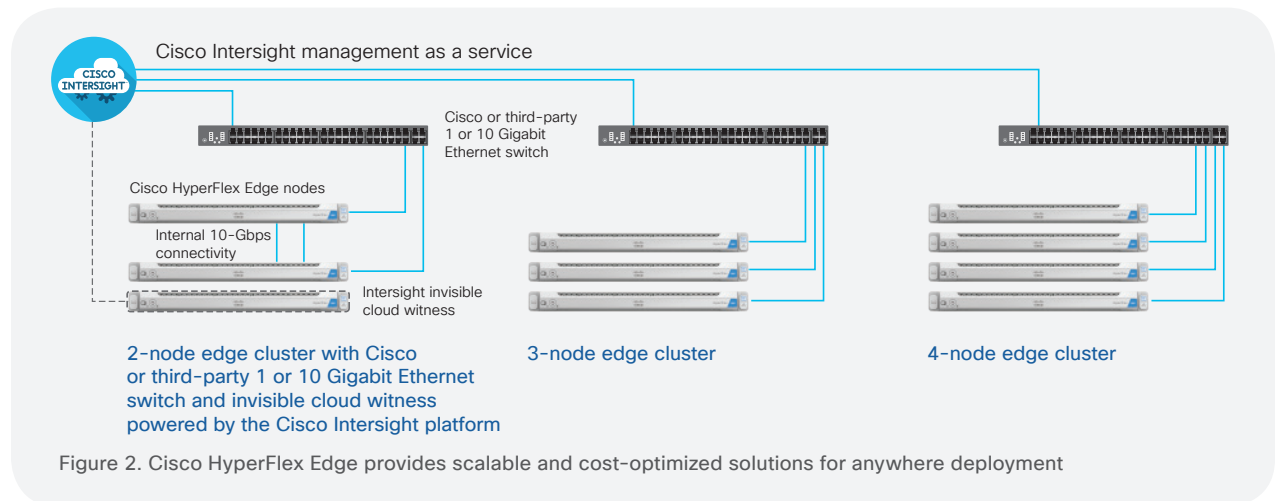 Cisco Intersight management as a service
CISCO
INTERSIGHT
Cisco or third-party
1 or 10 Gigabit
Ethernet switch
Cisco HyperFlex Edge nodes
Internal 10-Gbps
connectivity
Intersight invisible
cloud witness
2-node edge cluster with Cisco
or third-party 1 or 10 Gigabit Ethernet
switch and invisible cloud witness
powered by the Cisco Intersight platform
3-node edge cluster
4-node edge cluster
Figure 2. Cisco HyperFlex Edge provides scalable and cost-optimized solutions for anywhere deployment